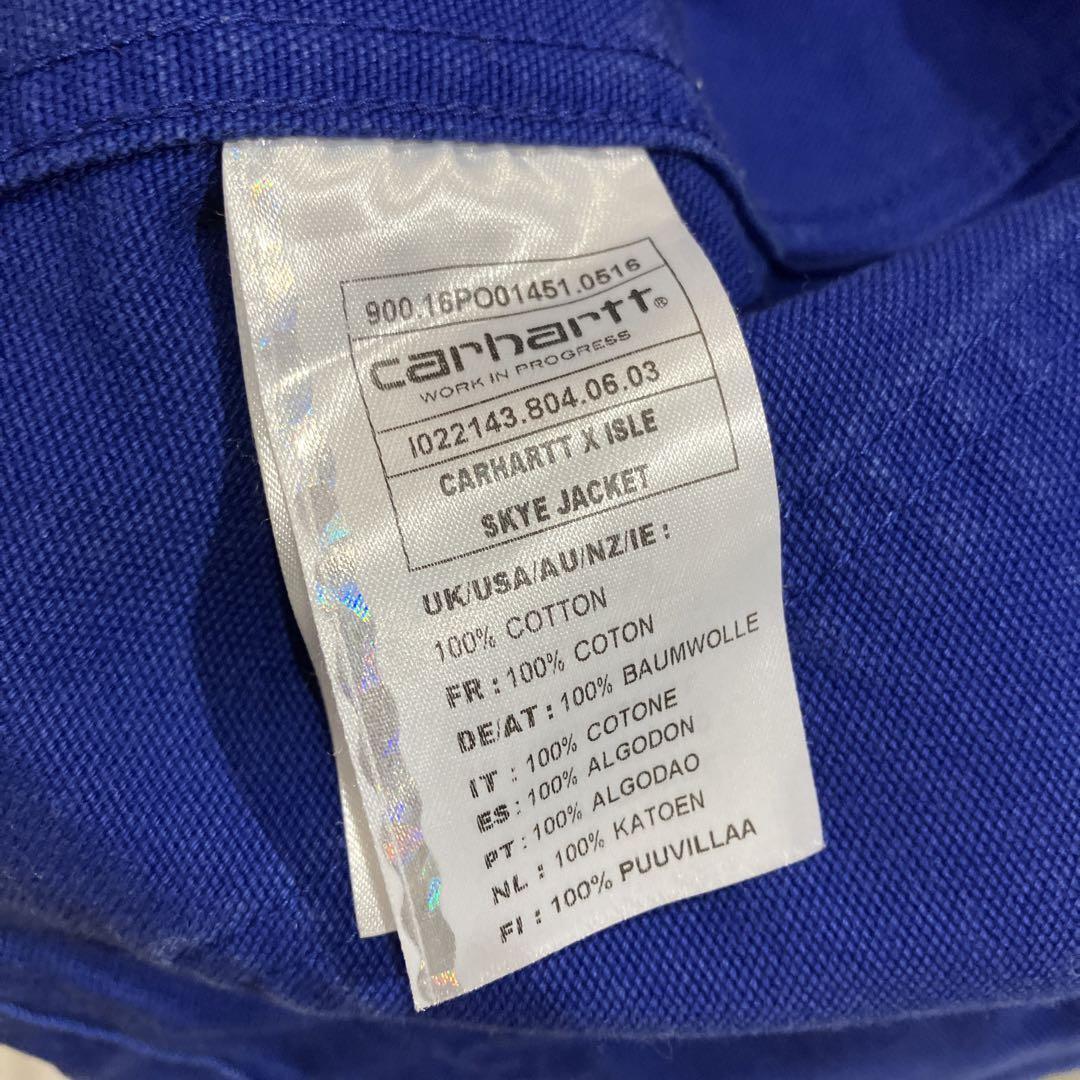 900.16PO01451.0516
carhartt®
WORK IN PROGRESS
I022143.804.06.03
CARHARTT X ISLE
SKYE JACKET
UK/USA/AU/NZ/IE :
100% COTTON
FR : 100% COTON
DE/AT : 100% BAUMWOLLE
IT : 100% COTONE
ES : 100% ALGODON
PT : 100% ALGODAO
NL : 100% KATOEN
FI : 100% PUUVILLAA